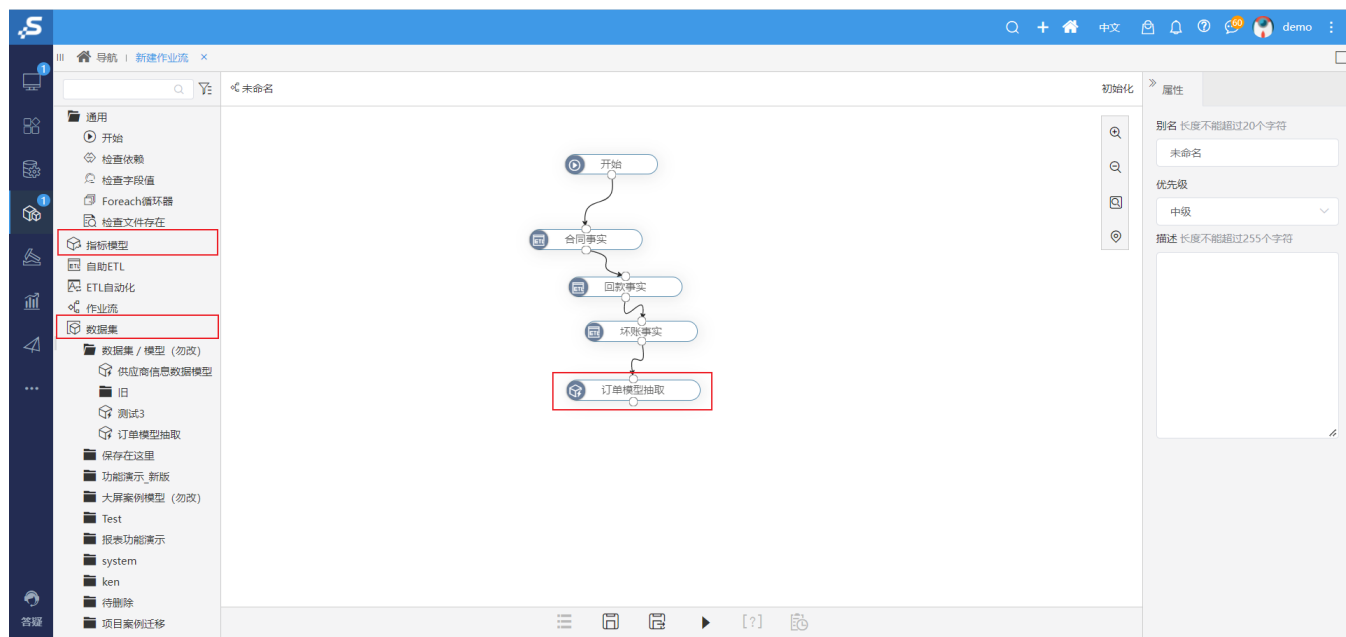 中文
60
demo
导航
新建作业流
1
未命名
初始化
属性
通用
开始
检查依赖
检查字段值
Foreach循环器
检查文件存在
指标模型
自助ETL
ETL自动化
作业流
数据集
数据集 / 模型（勿改）
供应商信息数据模型
旧
测试3
订单模型抽取
保存在这里
功能演示_新版
大屏案例模型（勿改）
Test
报表功能演示
system
ken
待删除
项目案例迁移
1
答疑
开始
ETL 合同事实
ETL 回款事实
ETL 坏账事实
订单模型抽取
[?]
别名 长度不能超过20个字符
未命名
优先级
中级
描述 长度不能超过255个字符